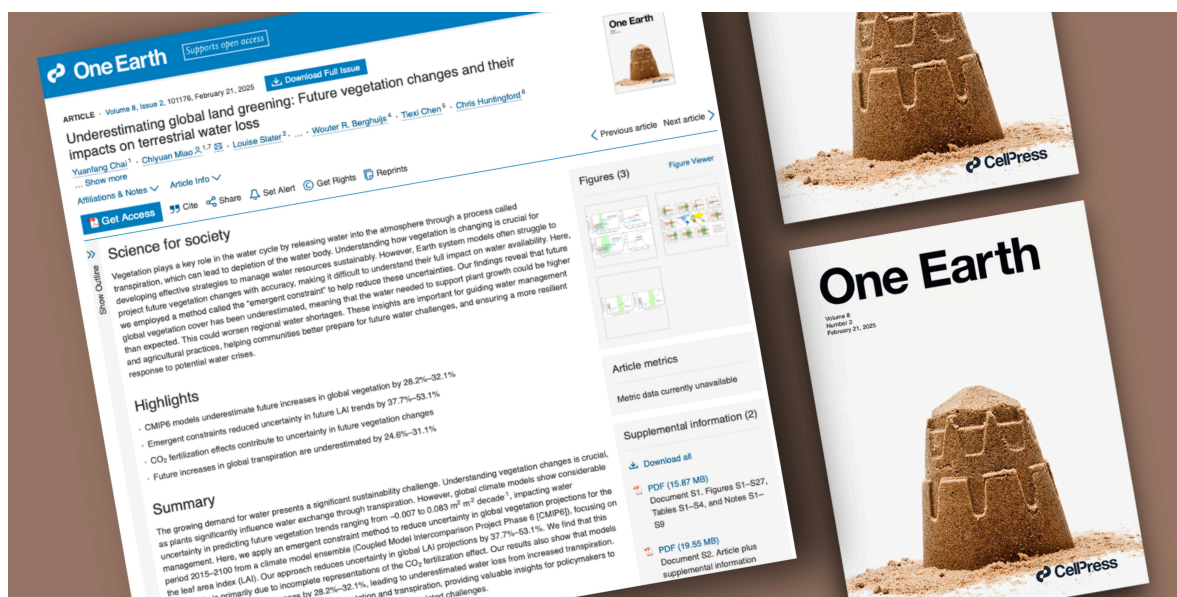 One Earth
Supports open access
ARTICLE · Volume 8, Issue 2, 101176, February 21, 2025
Download Full Issue
Underestimating global land greening: Future vegetation changes and their
impacts on terrestrial water loss
Yuanfang Chai 1 · Chiyuan Miao 1,7 · Louise Slater 2 · ... · Wouter R. Berghuijs 4 · Tiexi Chen 5 · Chris Huntingford 6
... Show more
Affiliations & Notes
Article Info
Previous article
Next article
Get Access
Cite
Share
Set Alert
Get Rights
Reprints
Show Outline
Science for society
Vegetation plays a key role in the water cycle by releasing water into the atmosphere through a process called
transpiration, which can lead to depletion of the water body. Understanding how vegetation is changing is crucial for
developing effective strategies to manage water resources sustainably. However, Earth system models often struggle to
project future vegetation changes with accuracy, making it difficult to understand their full impact on water availability. Here,
we employed a method called the "emergent constraint" to help reduce these uncertainties. Our findings reveal that future
global vegetation cover has been underestimated, meaning that the water needed to support plant growth could be higher
than expected. This could worsen regional water shortages. These insights are important for guiding water management
and agricultural practices, helping communities better prepare for future water challenges, and ensuring a more resilient
response to potential water crises.
Highlights
· CMIP6 models underestimate future increases in global vegetation by 28.2%–32.1%
· Emergent constraints reduced uncertainty in future LAI trends by 37.7%–53.1%
· CO2 fertilization effects contribute to uncertainty in future vegetation changes
· Future increases in global transpiration are underestimated by 24.6%–31.1%
Summary
The growing demand for water presents a significant sustainability challenge. Understanding vegetation changes is crucial,
as plants significantly influence water exchange through transpiration. However, global climate models show considerable
uncertainty in predicting future vegetation trends ranging from −0.007 to 0.083 m2 m2 decade-1, impacting water
management. Here, we apply an emergent constraint method to reduce uncertainty in global vegetation projections for the
period 2015–2100 from a climate model ensemble (Coupled Model Intercomparison Project Phase 6 [CMIP6]), focusing on
the leaf area index (LAI). Our approach reduces uncertainty in global LAI projections by 37.7%–53.1%. We find that this
is primarily due to incomplete representations of the CO2 fertilization effect. Our results also show that models
by 28.2%–32.1%, leading to underestimated water loss from increased transpiration.
and transpiration, providing valuable insights for policymakers to
challenges.
Figures (3)
Figure Viewer
Article metrics
Metric data currently unavailable
Supplemental information (2)
Download all
PDF (15.87 MB)
Document S1. Figures S1–S27,
Tables S1–S4, and Notes S1–
S9
PDF (19.55 MB)
Document S2. Article plus
supplemental information
One Earth
CellPress
One Earth
Volume 8
Number 2
February 21, 2025
CellPress